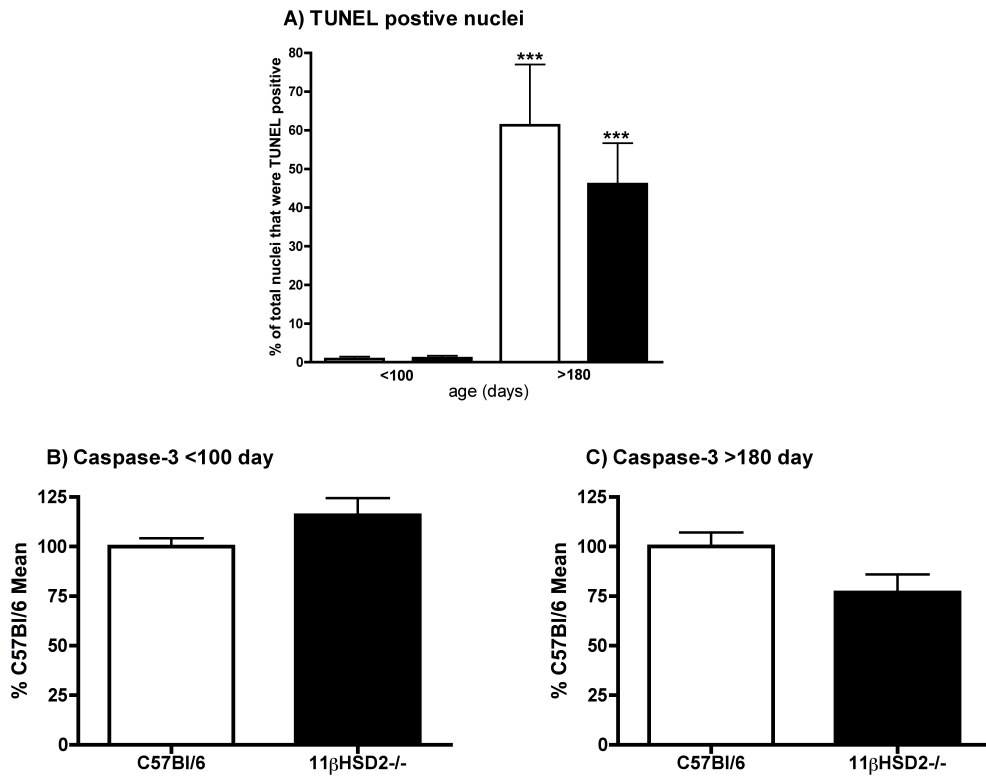 A) TUNEL postive nuclei
% of total nuclei that were TUNEL positive
80
70
60
50
40
30
20
10
0
***
***
<100
>180
age (days)
B) Caspase-3 <100 day
% C57Bl/6 Mean
125
100
75
50
25
0
C57Bl/6
11βHSD2-/-
C) Caspase-3 >180 day
% C57Bl/6 Mean
125
100
75
50
25
0
C57Bl/6
11βHSD2-/-